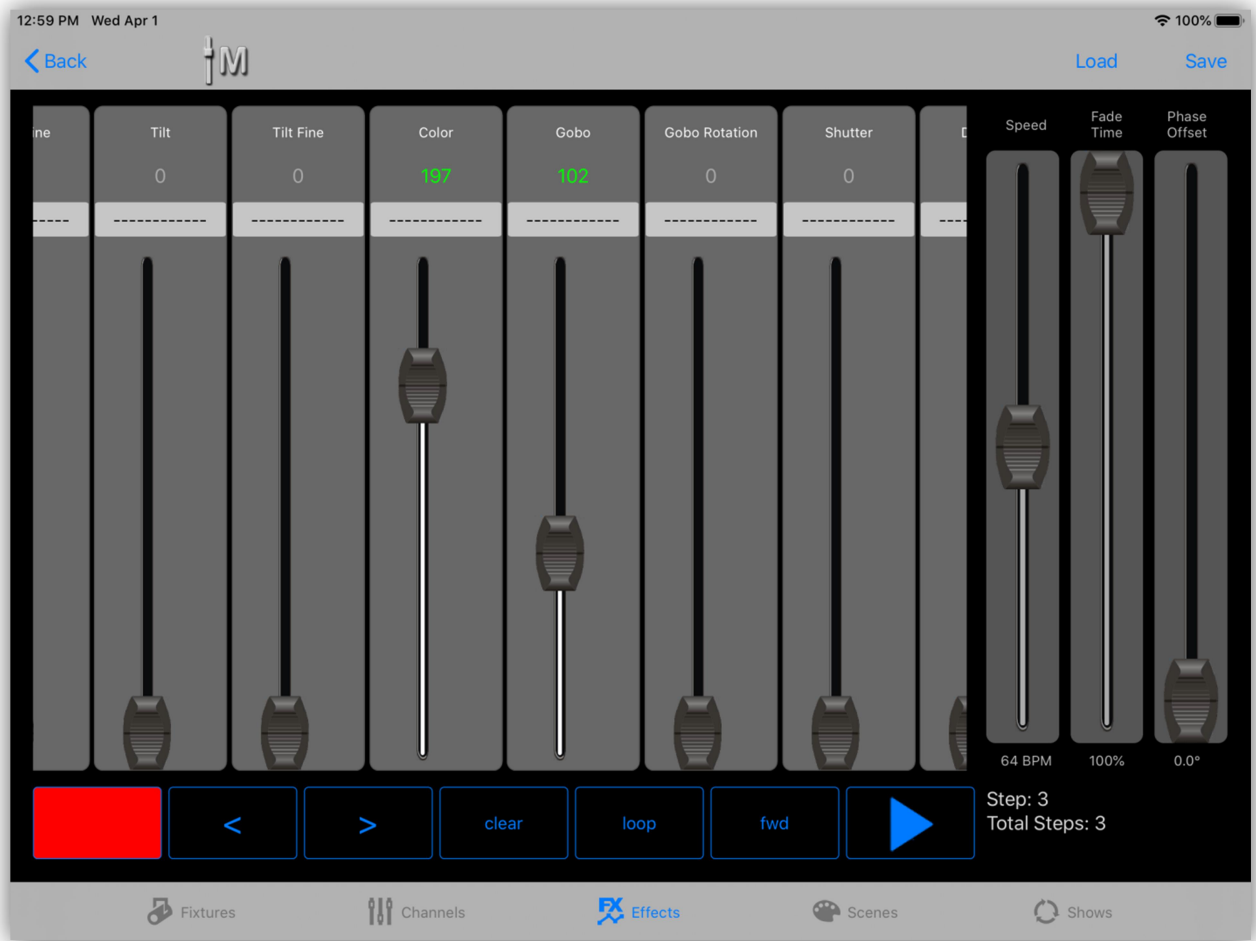 12:59 PM Wed Apr 1
100%
Back
M
Load
Save
ine
Tilt
Tilt Fine
Color
Gobo
Gobo Rotation
Shutter
D
0
0
197
102
0
0
----
-----------
-----------
-----------
-----------
-----------
-----------
---
Speed
Fade
Time
Phase
Offset
64 BPM
100%
0.0°
<
>
clear
loop
fwd
Step: 3
Total Steps: 3
Fixtures
Channels
FX
Effects
Scenes
Shows